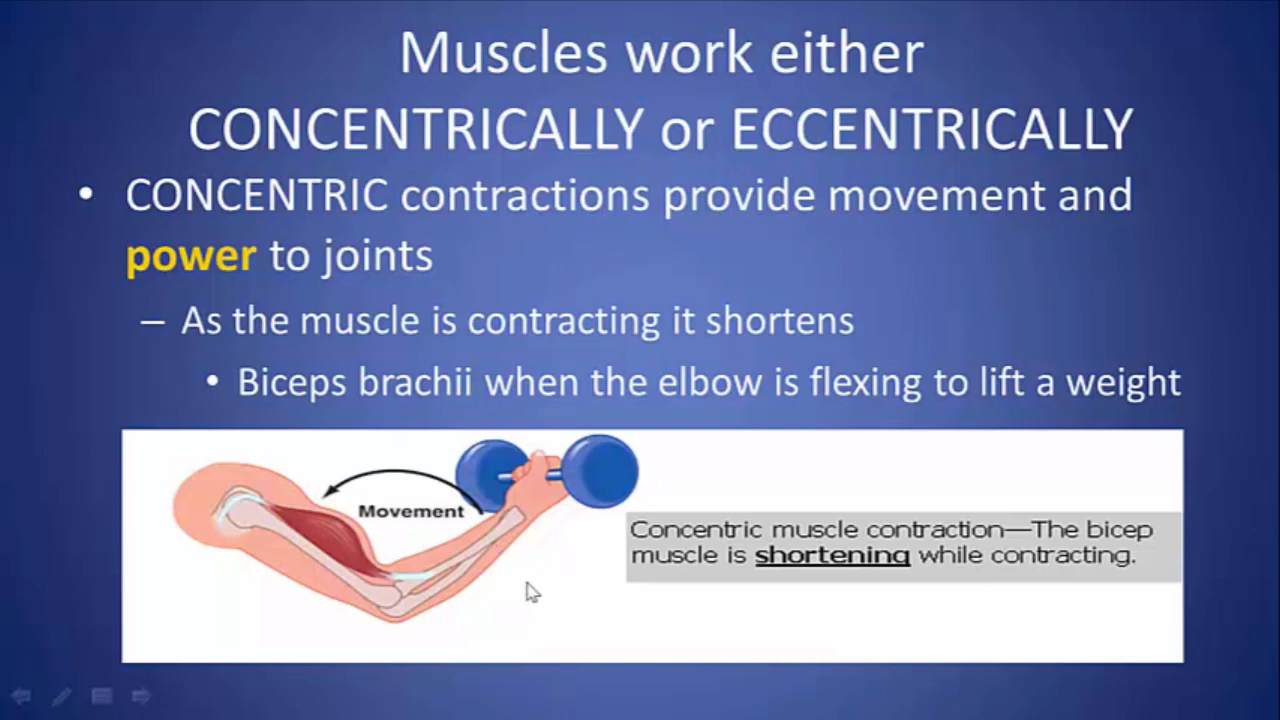 Muscles work either
CONCENTRICALLY or ECCENTRICALLY
• CONCENTRIC contractions provide movement and
power to joints
– As the muscle is contracting it shortens
• Biceps brachii when the elbow is flexing to lift a weight
Movement
Concentric muscle contraction—The bicep
muscle is shortening while contracting.